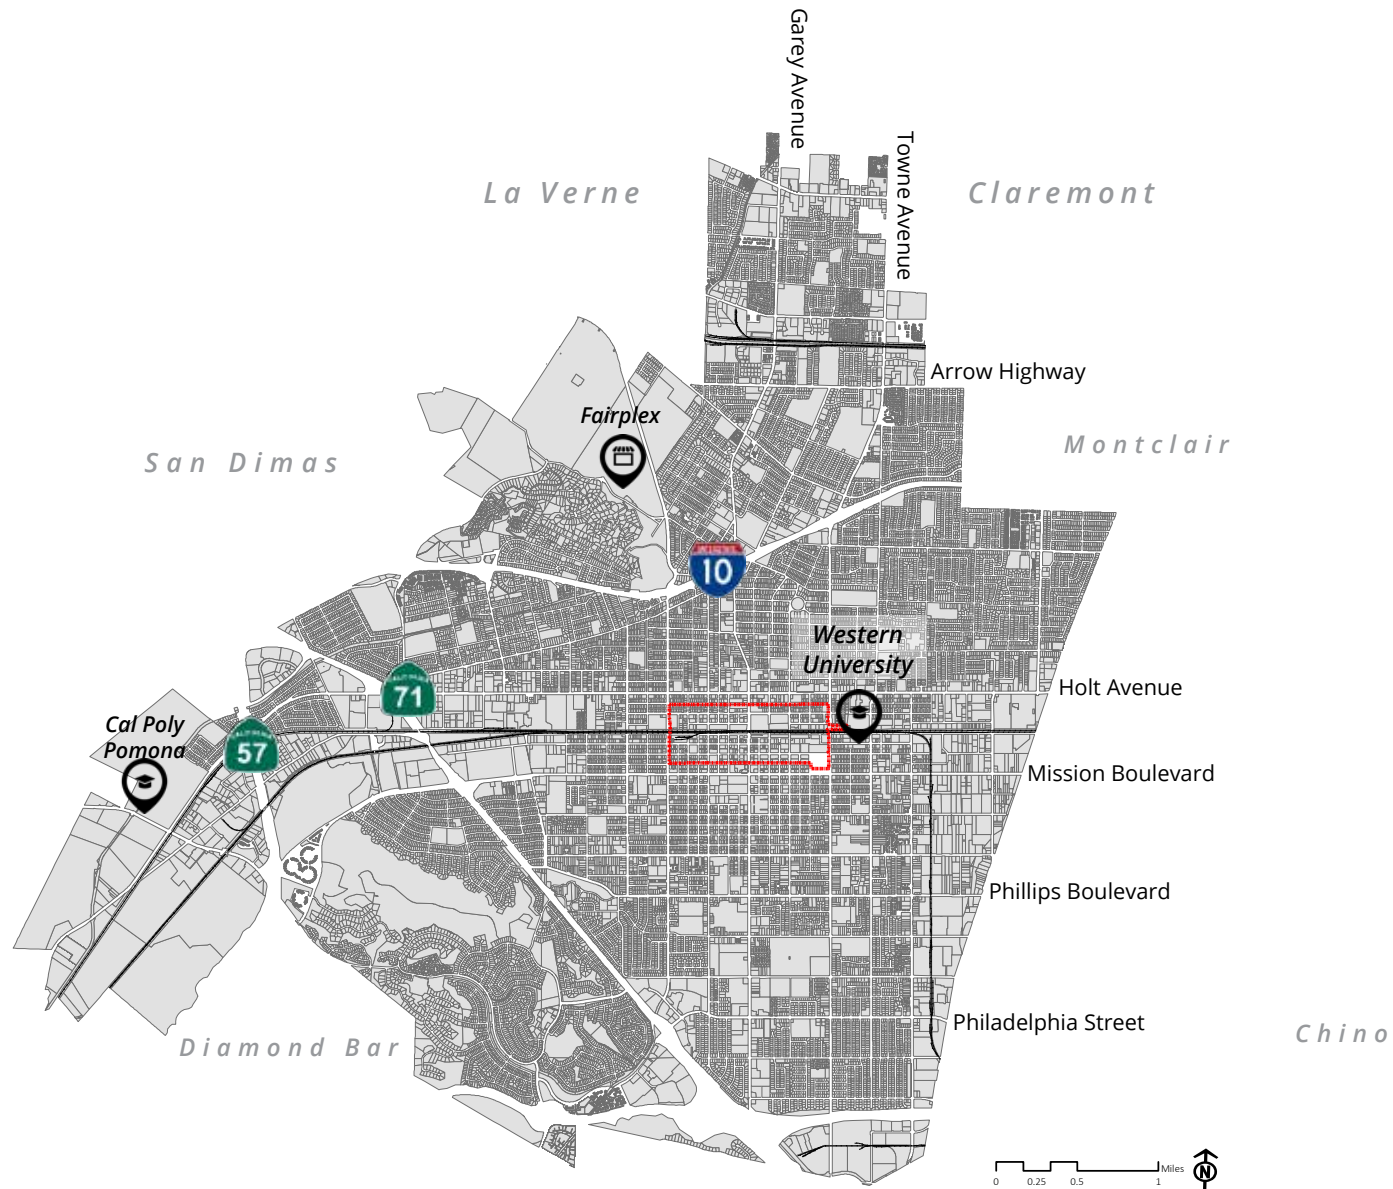 Garey Avenue
Towne Avenue
La Verne
Claremont
Arrow Highway
Fairplex
Montclair
San Dimas
10
Western
University
Holt Avenue
71
Cal Poly
Pomona
57
Mission Boulevard
Phillips Boulevard
Philadelphia Street
Diamond Bar
Chino
Miles
0
0.25
0.5
1
N